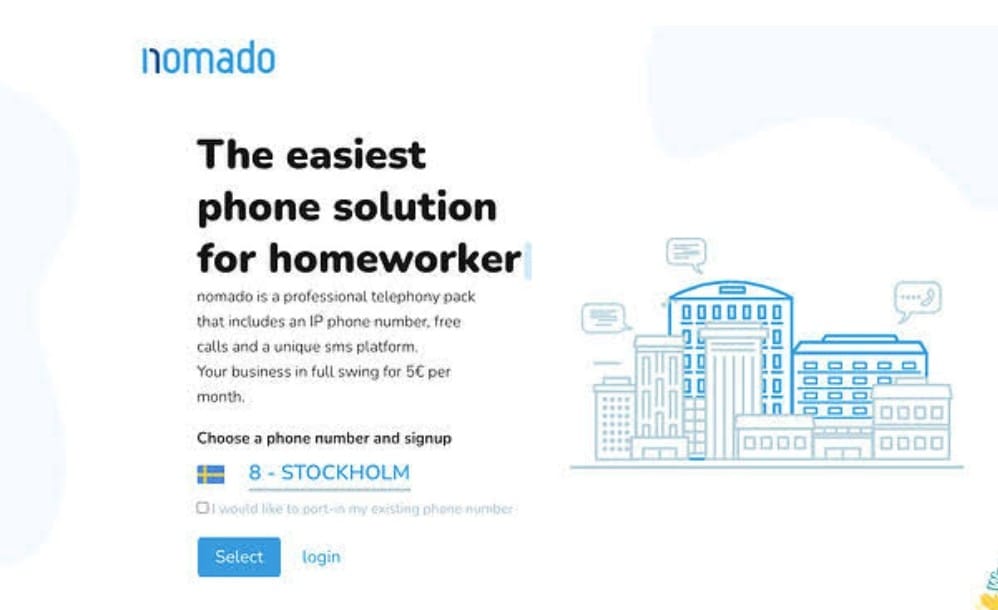 nomado
The easiest
phone solution
for homeworker
nomado is a professional telephony pack
that includes an IP phone number, free
calls and a unique sms platform.
Your business in full swing for 5€ per
month.
Choose a phone number and signup
8 - STOCKHOLM
I would like to port-in my existing phone number
Select login